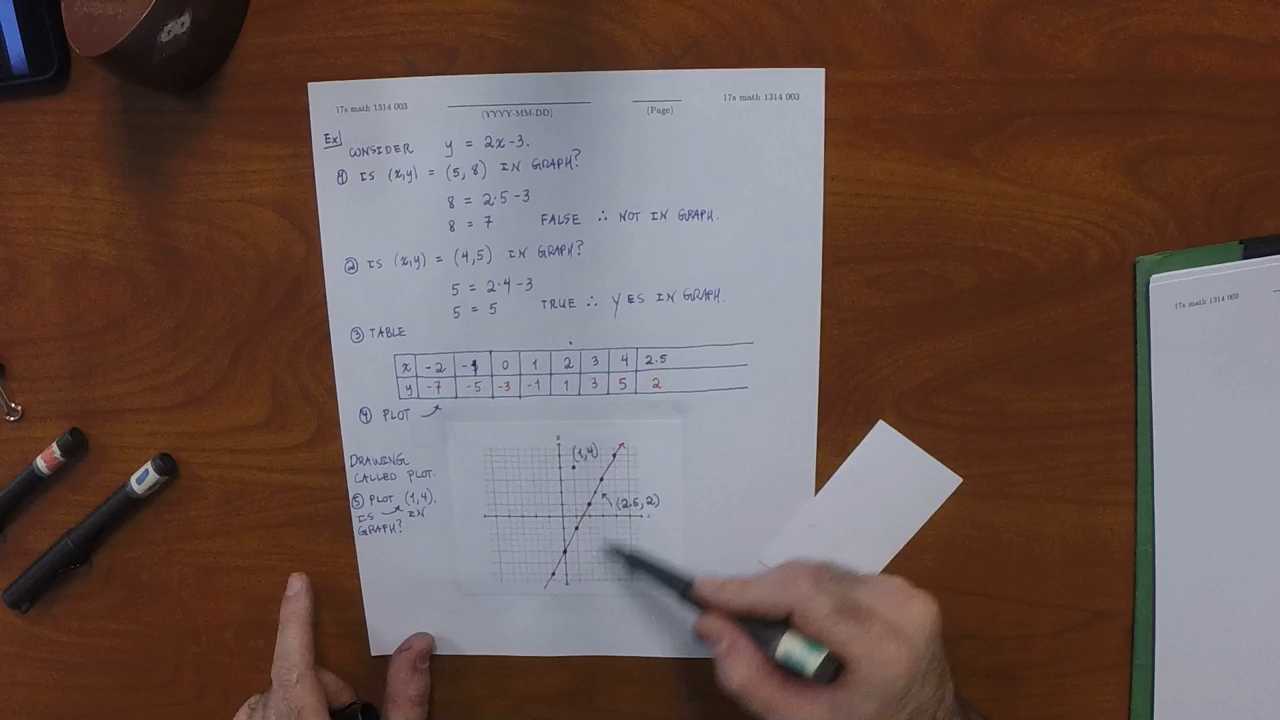 17s math 1314 003 (YYYY-MM-DD) (Page) 17s math 1314 003
Ex) CONSIDER y = 2x-3.
① IS (x,y) = (5, 8) IN GRAPH?
8 = 2·5-3
8 = 7 FALSE ∴ NOT IN GRAPH.
② IS (x,y) = (4,5) IN GRAPH?
5 = 2·4-3
5 = 5 TRUE ∴ YES IN GRAPH.
③ TABLE
x -2 -1 0 1 2 3 4 2.5
y -7 -5 -3 -1 1 3 5 2
④ PLOT
DRAWING
CALLED PLOT.
⑤ PLOT (1,4).
IS IN
GRAPH?
(1,4)
(2.5, 2)
17s math 1314 003